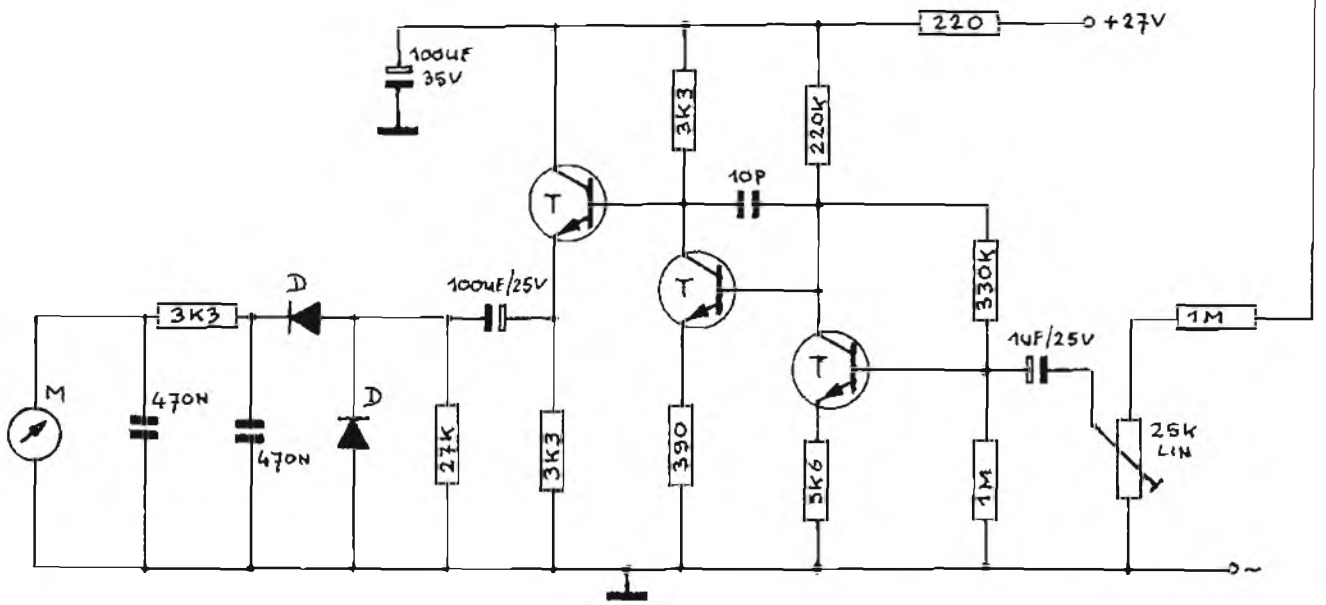 220
+27V
100UF
35V
3K3
220K
T
10P
330K
100UF/25V
T
D
3K3
1M
1UF/25V
T
M
470N
D
470N
27K
3K3
390
5K6
1M
25K
LIN
~